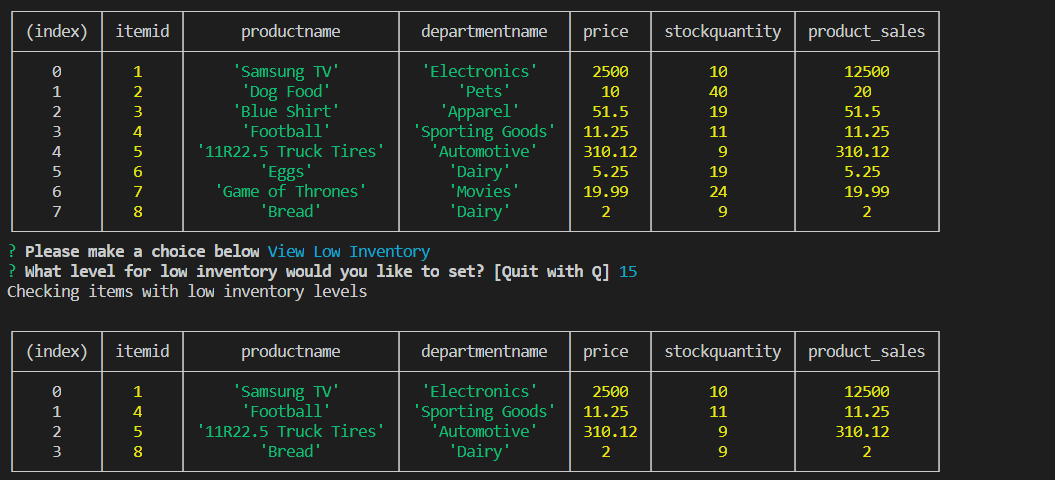 (index) itemid productname departmentname price stockquantity product_sales
0 1 'Samsung TV' 'Electronics' 2500 10 12500
1 2 'Dog Food' 'Pets' 10 40 20
2 3 'Blue Shirt' 'Apparel' 51.5 19 51.5
3 4 'Football' 'Sporting Goods' 11.25 11 11.25
4 5 '11R22.5 Truck Tires' 'Automotive' 310.12 9 310.12
5 6 'Eggs' 'Dairy' 5.25 19 5.25
6 7 'Game of Thrones' 'Movies' 19.99 24 19.99
7 8 'Bread' 'Dairy' 2 9 2
? Please make a choice below View Low Inventory
? What level for low inventory would you like to set? [Quit with Q] 15
Checking items with low inventory levels
(index) itemid productname departmentname price stockquantity product_sales
0 1 'Samsung TV' 'Electronics' 2500 10 12500
1 4 'Football' 'Sporting Goods' 11.25 11 11.25
2 5 '11R22.5 Truck Tires' 'Automotive' 310.12 9 310.12
3 8 'Bread' 'Dairy' 2 9 2